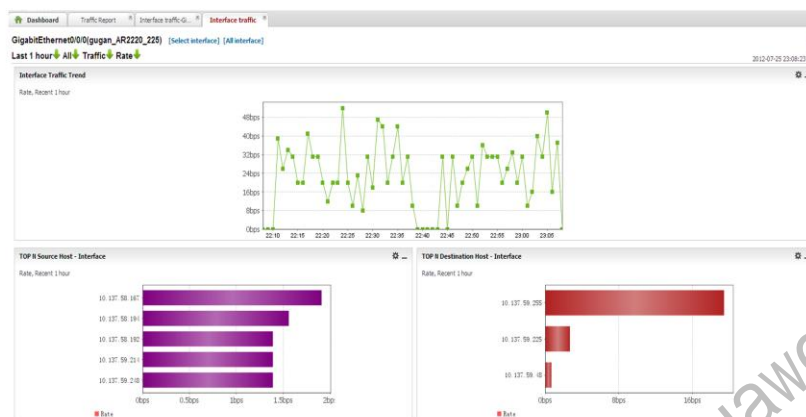 Dashboard Traffic Report Interface traffic-G... Interface traffic
GigabitEthernet0/0/0(gugan_AR2220_225) [Select interface] [All interface]
Last 1 hour All Traffic Rate
2012-07-25 23:08:23
Interface Traffic Trend
Rate, Recent 1 hour
48bps
40bps
32bps
24bps
16bps
8bps
0bps
22:10 22:15 22:20 22:25 22:30 22:35 22:40 22:45 22:50 22:55 23:00 23:05
TOP N Source Host - Interface
Rate, Recent 1 hour
10.137.58.167
10.137.58.194
10.137.58.192
10.137.59.214
10.137.59.248
0bps 0.5bps 1bps 1.5bps 2bp
Rate
TOP N Destination Host - Interface
Rate, Recent 1 hour
10.137.59.255
10.137.59.225
0bps 8bps 16bps
Rate